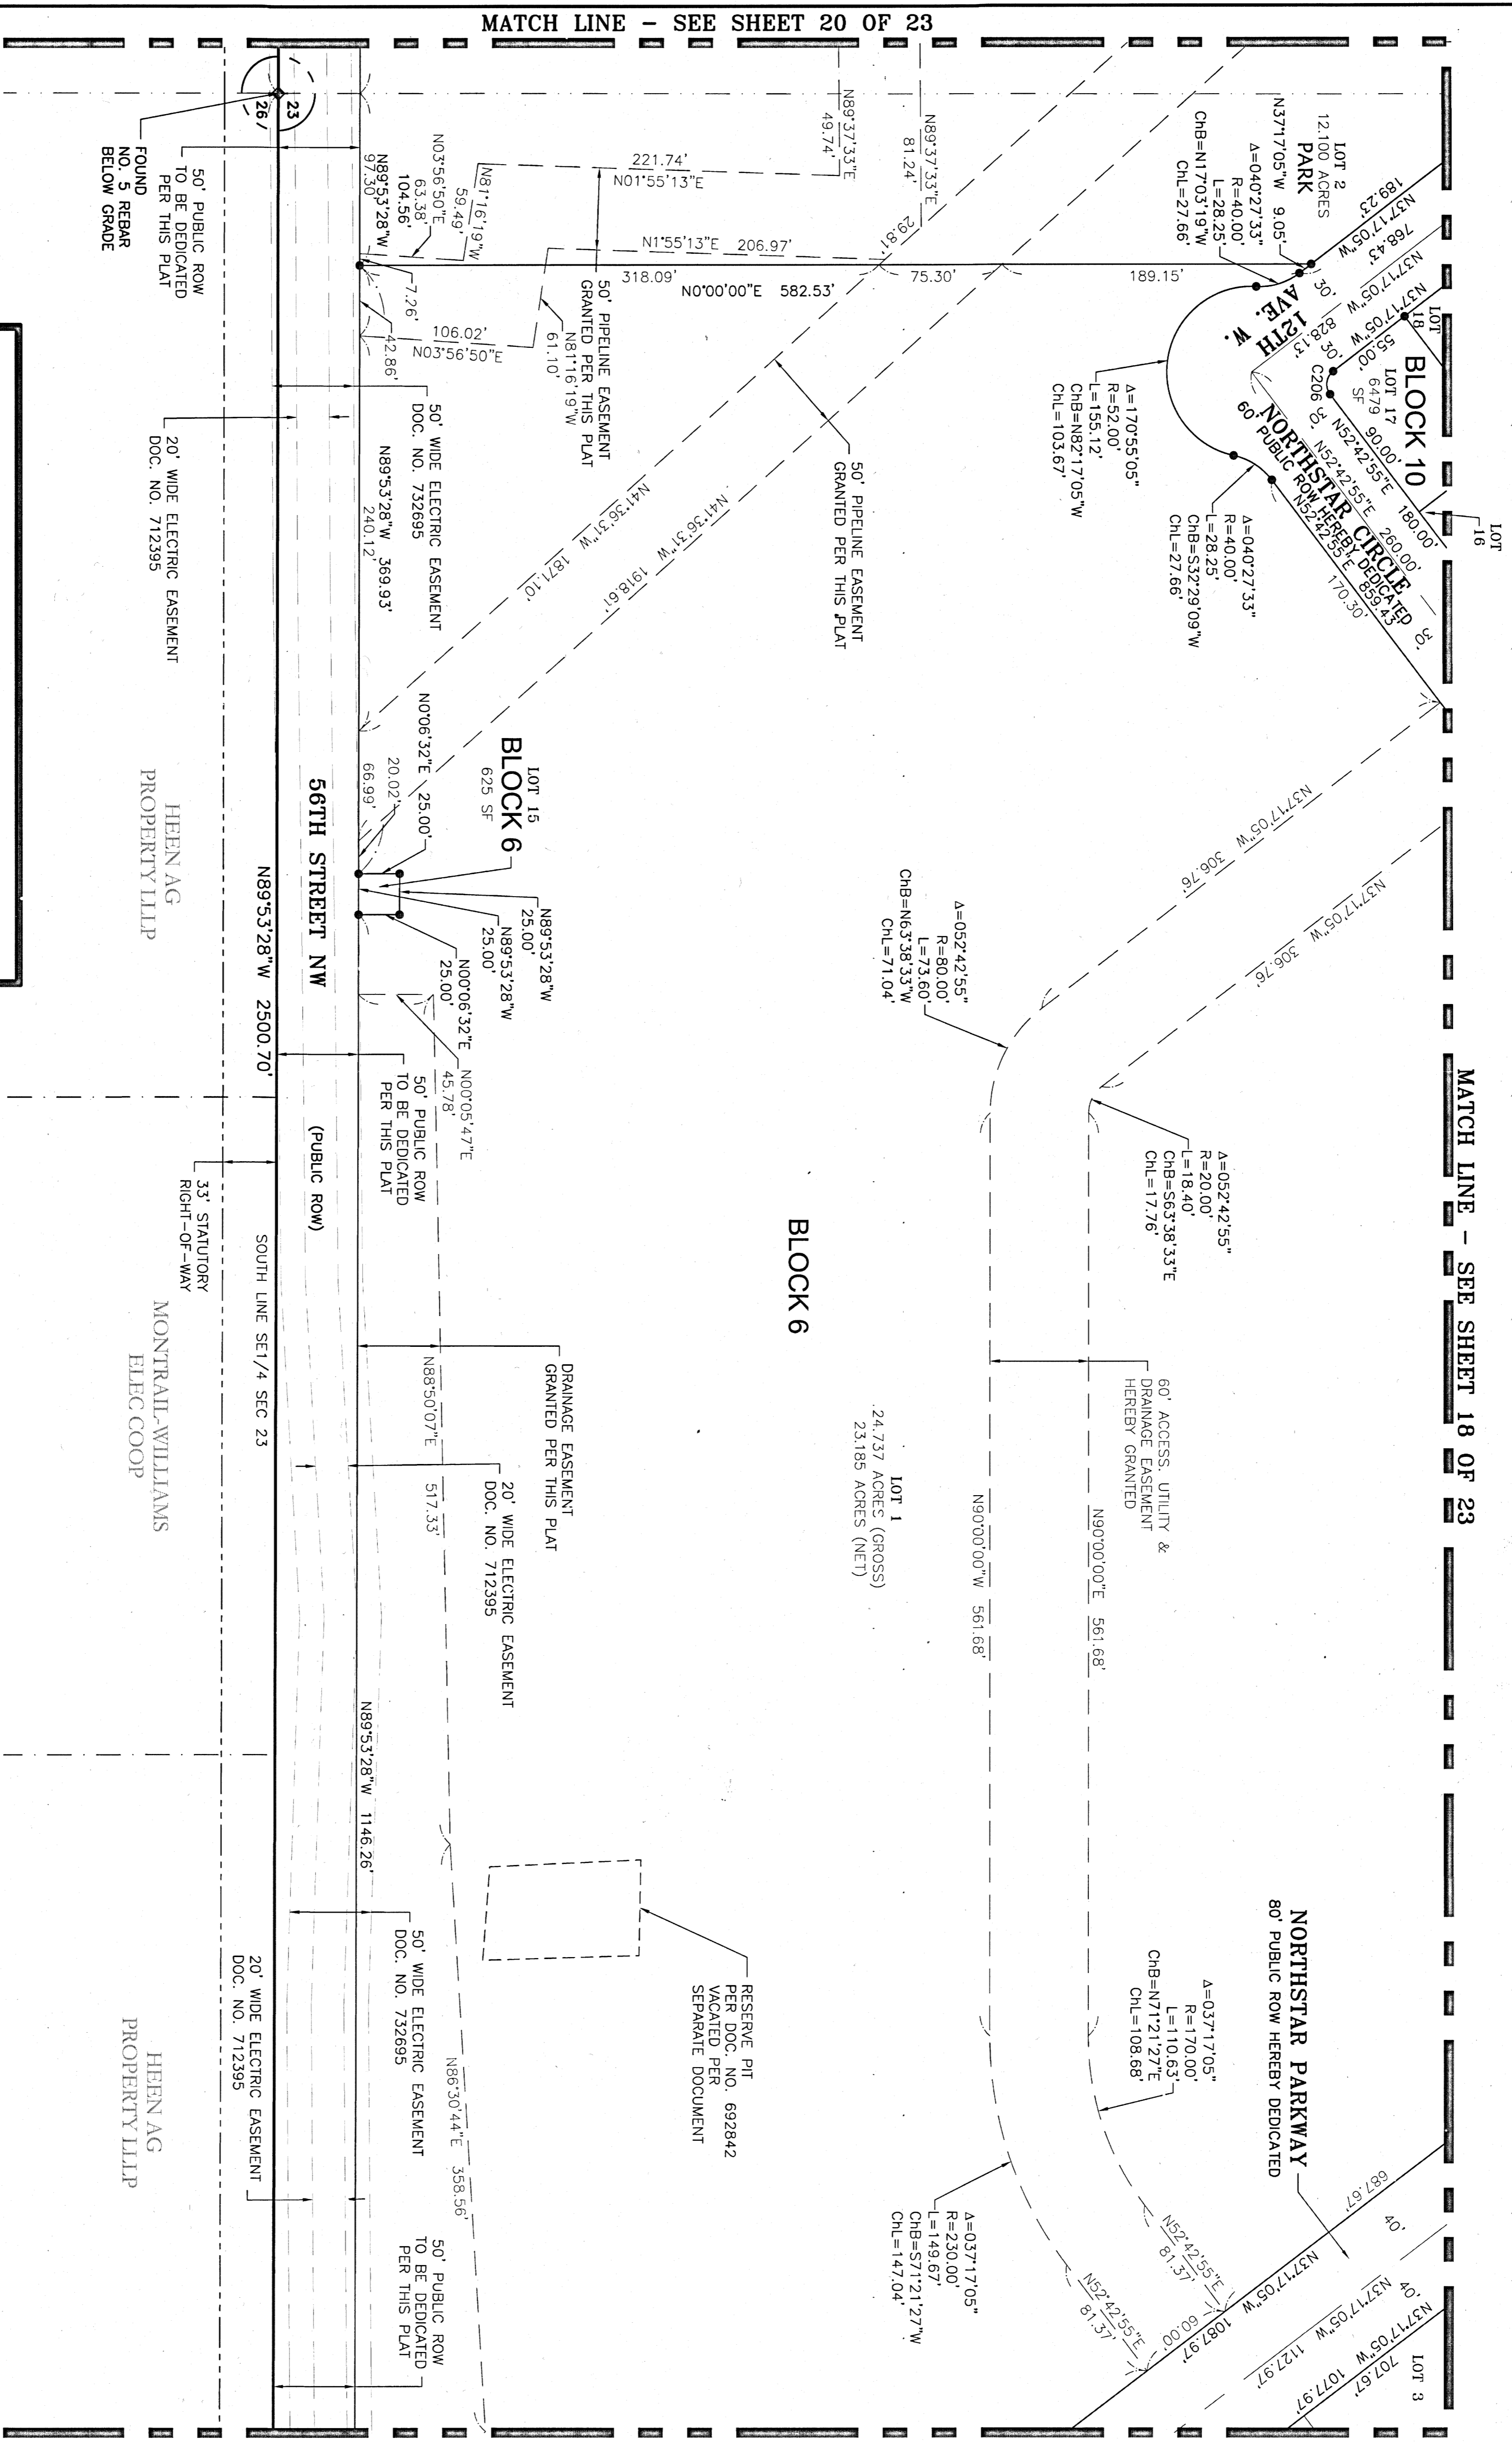 MATCH LINE – SEE SHEET 20 OF 23
MATCH LINE – SEE SHEET 18 OF 23
LOT 2
12.100 ACRES
PARK
N37°17'05"W 9.05'
Δ=040°27'33"
R=40.00'
L=28.25'
ChB=N17°03'19"W
ChL=27.66'
189.23'
N37°17'05"W
768.43'
N37°17'05"W
828.13'
N37°17'05"W
55.00'
30'
30'
12TH
AVE. W.
LOT
18
BLOCK 10
LOT 17
6479
SF
C206
LOT
16
90.00'
N52°42'55"E 180.00'
30'
N52°42'55"E 260.00'
NORTHSTAR CIRCLE
60' PUBLIC ROW HEREBY DEDICATED
N52°42'55"E 859.43'
170.30'
30'
Δ=170°55'05"
R=52.00'
L=155.12'
ChB=N82°17'05"W
ChL=103.67'
Δ=040°27'33"
R=40.00'
L=28.25'
ChB=S32°29'09"W
ChL=27.66'
N89°37'33"E
81.24'
N89°37'33"E
49.74'
29.81'
221.74'
N01°55'13"E
N1°55'13"E 206.97'
318.09'
N0°00'00"E 582.53'
75.30'
189.15'
N81°16'19"W
59.49'
N03°56'50"E
63.38'
104.56'
N89°53'28"W
97.30'
7.26'
42.86'
106.02'
N03°56'50"E
N81°16'19"W
61.10'
50' PIPELINE EASEMENT
GRANTED PER THIS PLAT
50' PIPELINE EASEMENT
GRANTED PER THIS PLAT
N41°36'31"W
1871.10'
N41°36'31"W
1918.61'
23
26
FOUND
NO. 5 REBAR
BELOW GRADE
50' PUBLIC ROW
TO BE DEDICATED
PER THIS PLAT
50' WIDE ELECTRIC EASEMENT
DOC. NO. 732695
N89°53'28"W 369.93'
240.12'
20' WIDE ELECTRIC EASEMENT
DOC. NO. 712395
N0°06'32"E 25.00'
20.02'
66.99'
LOT 15
BLOCK 6
625 SF
N89°53'28"W
25.00'
N89°53'28"W
25.00'
N00°06'32"E
25.00'
N00°05'47"E
45.78'
50' PUBLIC ROW
TO BE DEDICATED
PER THIS PLAT
56TH STREET NW
(PUBLIC ROW)
HEEN AG
PROPERTY LLLP
N89°53'28"W 2500.70'
33' STATUTORY
RIGHT-OF-WAY
SOUTH LINE SE1/4 SEC 23
MONTRAIL-WILLIAMS
ELEC COOP
N37°17'05"W
306.76'
N37°17'05"W
306.76'
Δ=052°42'55"
R=80.00'
L=73.60'
ChB=N63°38'33"W
ChL=71.04'
Δ=052°42'55"
R=20.00'
L=18.40'
ChB=S63°38'33"E
ChL=17.76'
BLOCK 6
60' ACCESS, UTILITY &
DRAINAGE EASEMENT
HEREBY GRANTED
LOT 1
24.737 ACRES (GROSS)
23.185 ACRES (NET)
N90°00'00"W 561.68'
N90°00'00"E 561.68'
DRAINAGE EASEMENT
GRANTED PER THIS PLAT
N88°50'07"E 517.33'
20' WIDE ELECTRIC EASEMENT
DOC. NO. 712395
N89°53'28"W 1146.26'
RESERVE PIT
PER DOC. NO. 692842
VACATED PER
SEPARATE DOCUMENT
50' WIDE ELECTRIC EASEMENT
DOC. NO. 732695
N86°30'44"E 358.56'
20' WIDE ELECTRIC EASEMENT
DOC. NO. 712395
50' PUBLIC ROW
TO BE DEDICATED
PER THIS PLAT
HEEN AG
PROPERTY LLLP
NORTHSTAR PARKWAY
80' PUBLIC ROW HEREBY DEDICATED
Δ=037°17'05"
R=170.00'
L=110.63'
ChB=N71°21'27"E
ChL=108.68'
Δ=037°17'05"
R=230.00'
L=149.67'
ChB=S71°21'27"W
ChL=147.04'
N52°42'55"E
81.37'
N52°42'55"E
81.37'
60.00'
687.67'
N37°17'05"W
1087.97'
40'
40'
N37°17'05"W 1127.97'
N37°17'05"W 1077.97'
707.67'
LOT 3